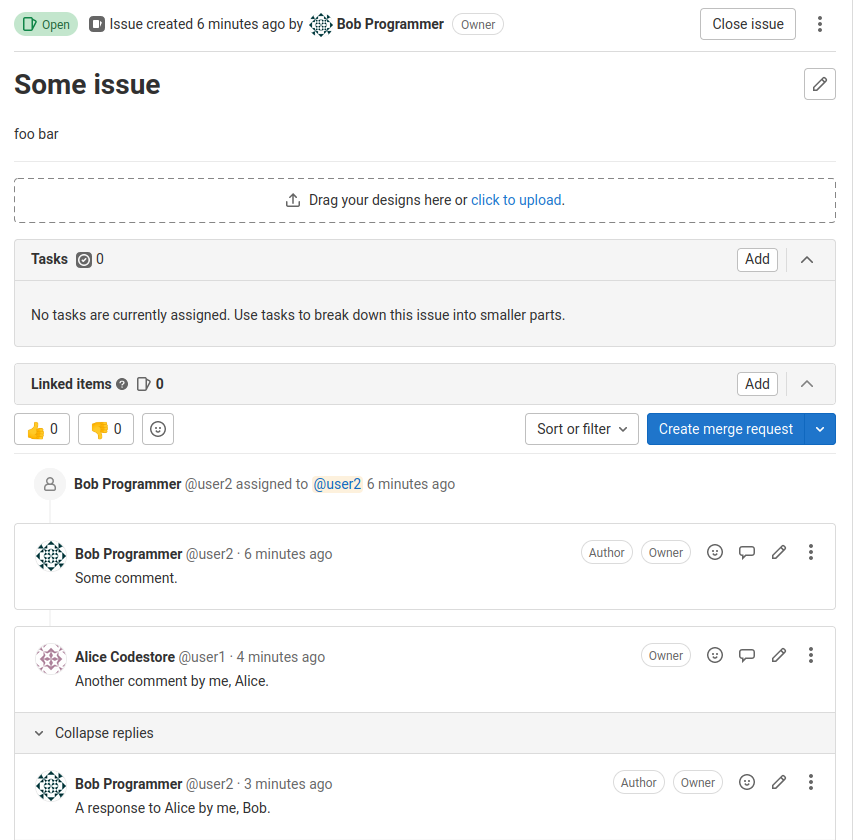 Open Issue created 6 minutes ago by Bob Programmer Owner Close issue
Some issue
foo bar
Drag your designs here or click to upload.
Tasks 0 Add
No tasks are currently assigned. Use tasks to break down this issue into smaller parts.
Linked items ? 0 Add
👍 0 👎 0 Sort or filter Create merge request
Bob Programmer @user2 assigned to @user2 6 minutes ago
Bob Programmer @user2 · 6 minutes ago Author Owner
Some comment.
Alice Codestore @user1 · 4 minutes ago Owner
Another comment by me, Alice.
Collapse replies
Bob Programmer @user2 · 3 minutes ago Author Owner
A response to Alice by me, Bob.